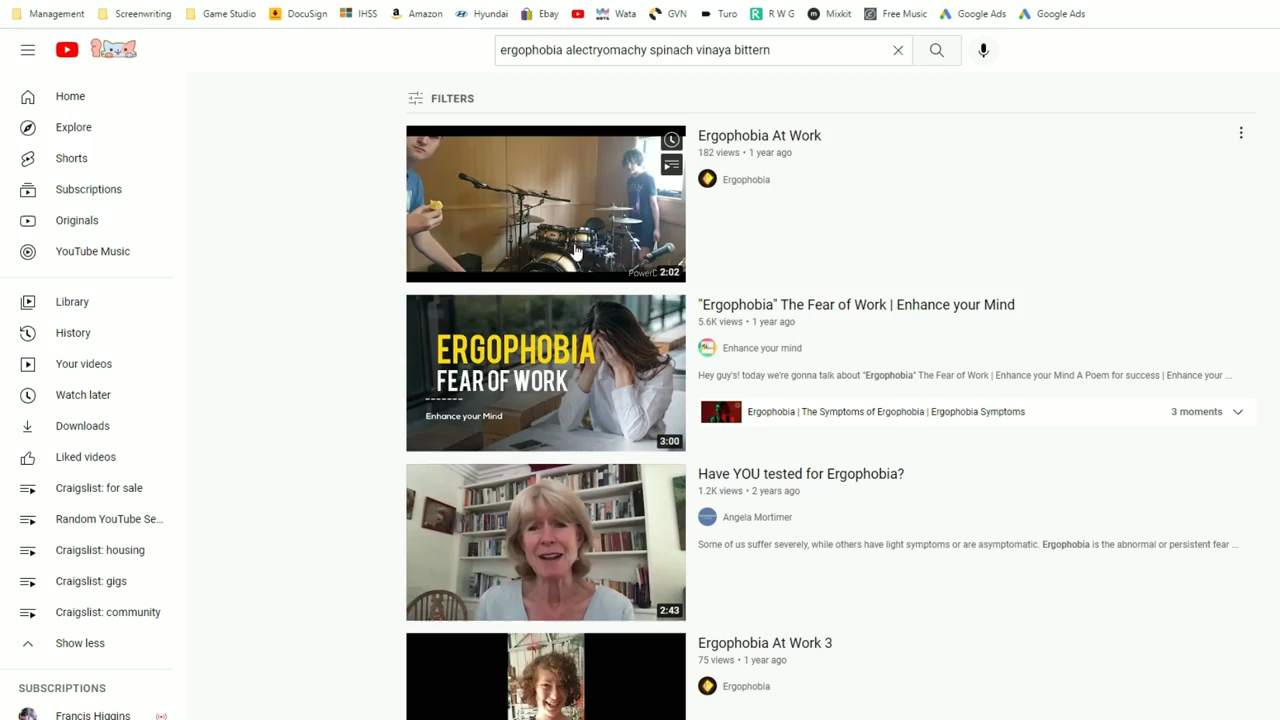 Management Screenwriting Game Studio DocuSign IHSS Amazon Hyundai Ebay Wata GVN Turo R W G Mixkit Free Music Google Ads Google Ads
ergophobia alectryomachy spinach vinaya bittern
Home
Explore
Shorts
Subscriptions
Originals
YouTube Music
Library
History
Your videos
Watch later
Downloads
Liked videos
Craigslist: for sale
Random YouTube Se...
Craigslist: housing
Craigslist: gigs
Craigslist: community
Show less
SUBSCRIPTIONS
Francis Higgins
FILTERS
2:02
Ergophobia At Work
182 views • 1 year ago
Ergophobia
ERGOPHOBIA
FEAR OF WORK
Enhance your Mind
3:00
"Ergophobia" The Fear of Work | Enhance your Mind
5.6K views • 1 year ago
Enhance your mind
Hey guy's! today we're gonna talk about "Ergophobia" The Fear of Work | Enhance your Mind A Poem for success | Enhance your ...
Ergophobia | The Symptoms of Ergophobia | Ergophobia Symptoms 3 moments
2:43
Have YOU tested for Ergophobia?
1.2K views • 2 years ago
Angela Mortimer
Some of us suffer severely, while others have light symptoms or are asymptomatic. Ergophobia is the abnormal or persistent fear ...
Ergophobia At Work 3
75 views • 1 year ago
Ergophobia